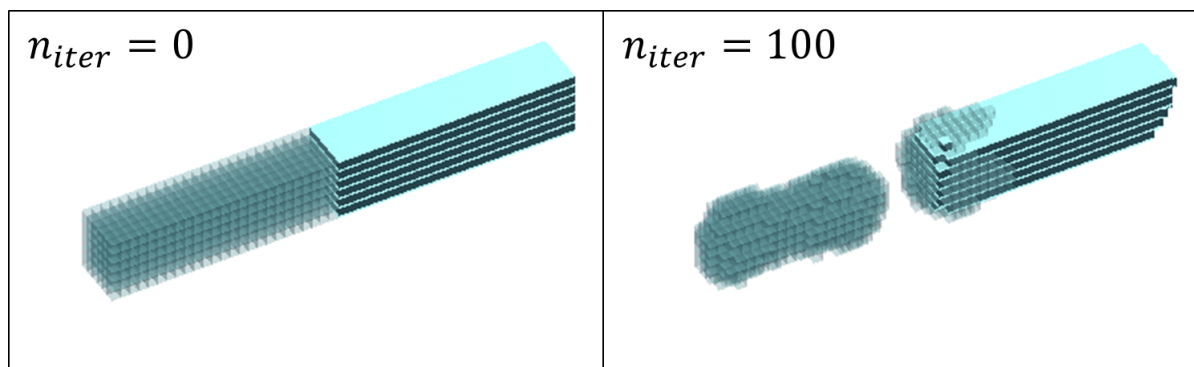 n_iter = 0
n_iter = 100